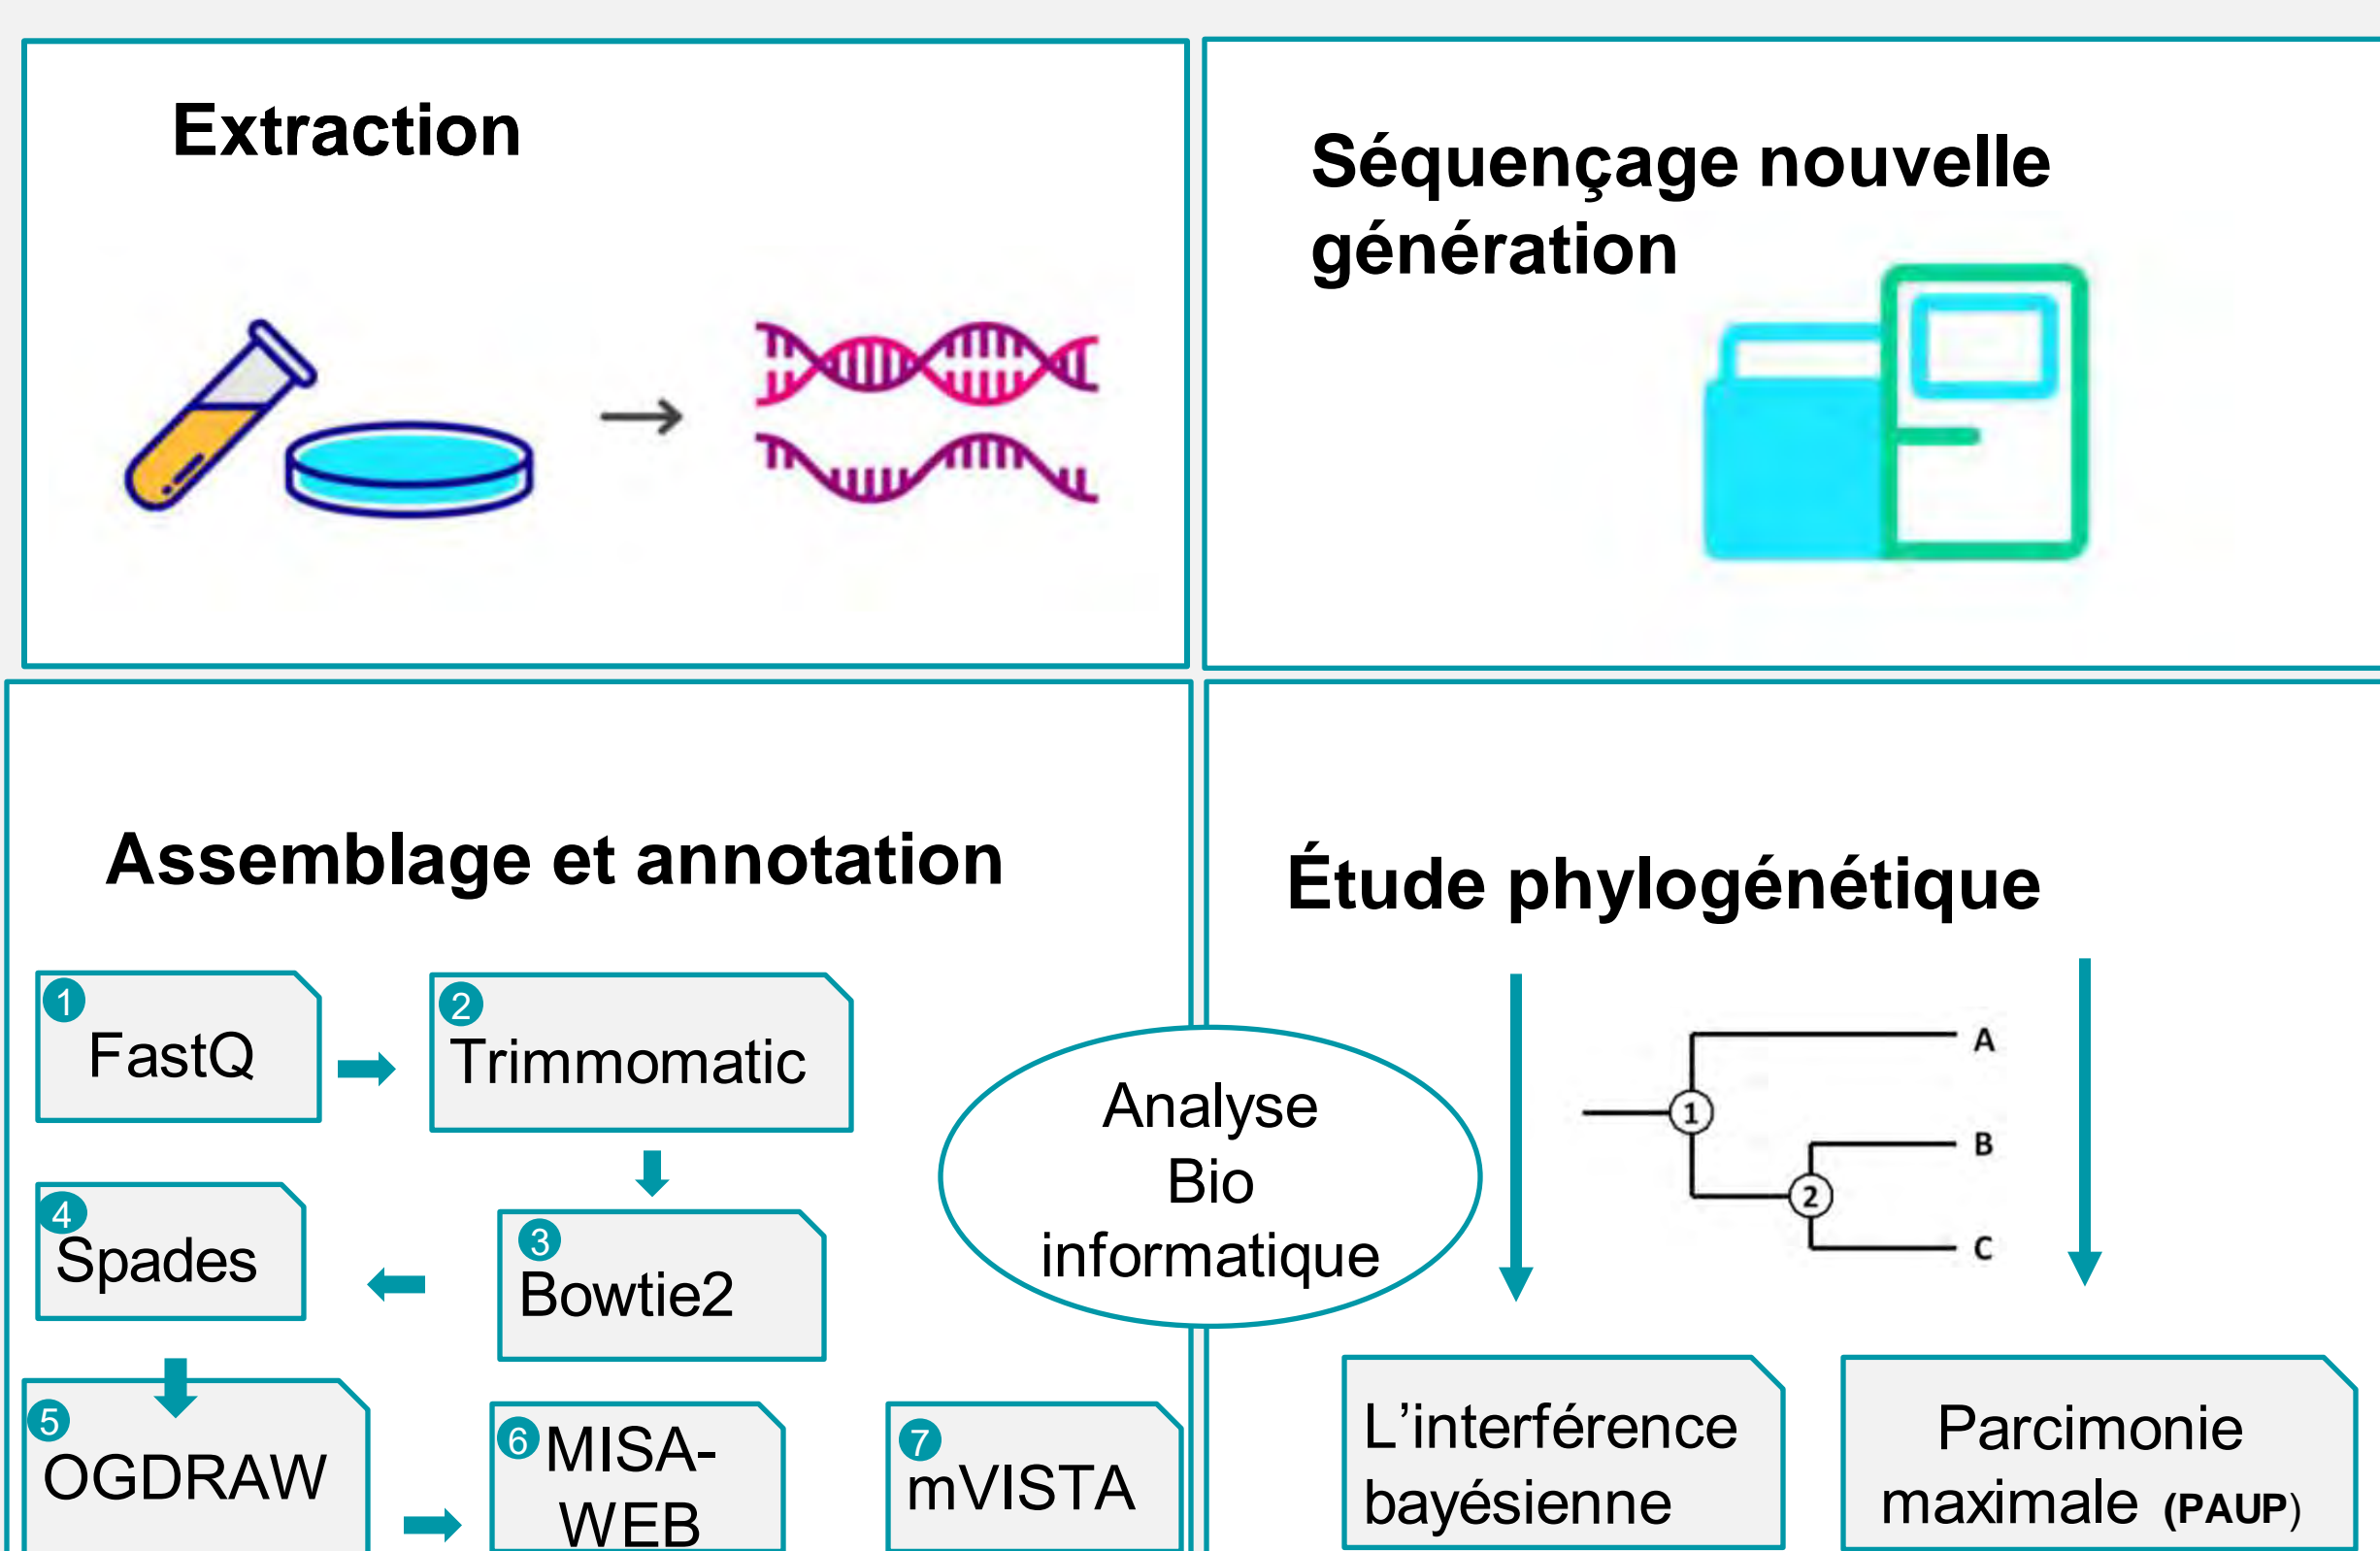 Extraction
Séquençage nouvelle
génération
Assemblage et annotation
1
FastQ
2
Trimmomatic
3
Bowtie2
4
Spades
5
OGDRAW
6
MISA-
WEB
7
mVISTA
Analyse
Bio
informatique
Étude phylogénétique
A
1
B
2
C
L’interférence
bayésienne
Parcimonie
maximale (PAUP)